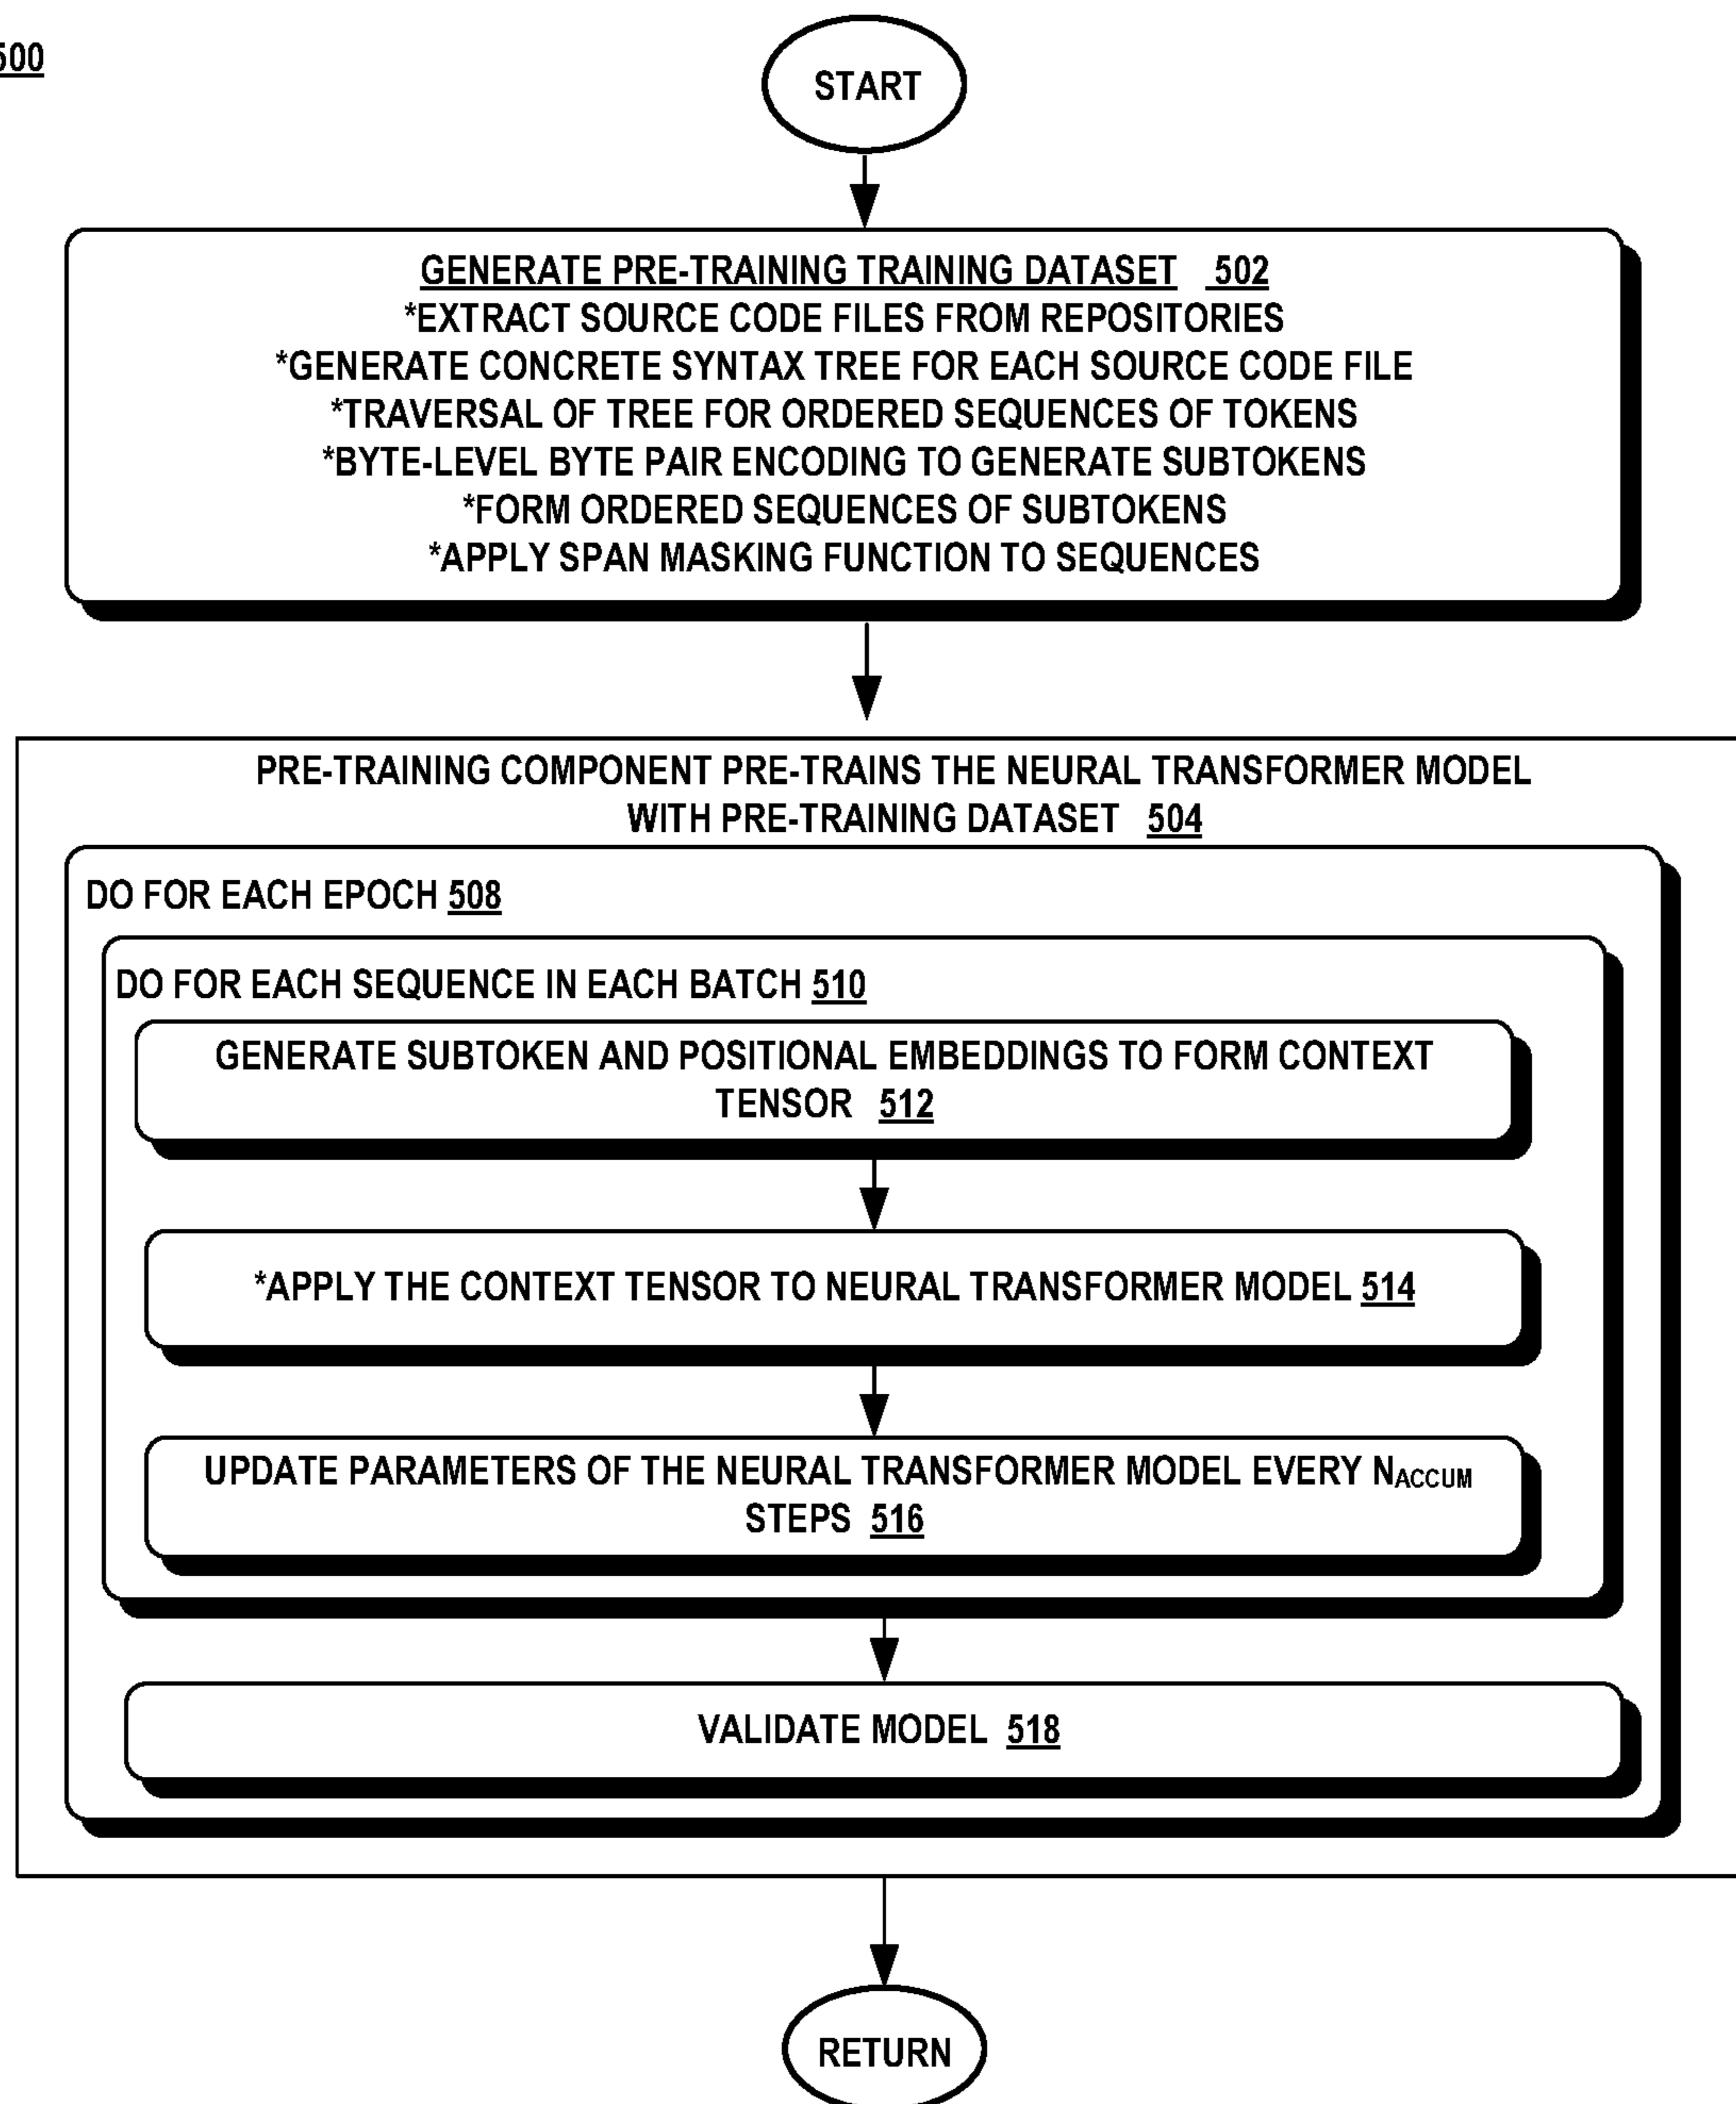 500
START
GENERATE PRE-TRAINING TRAINING DATASET 502
*EXTRACT SOURCE CODE FILES FROM REPOSITORIES
*GENERATE CONCRETE SYNTAX TREE FOR EACH SOURCE CODE FILE
*TRAVERSAL OF TREE FOR ORDERED SEQUENCES OF TOKENS
*BYTE-LEVEL BYTE PAIR ENCODING TO GENERATE SUBTOKENS
*FORM ORDERED SEQUENCES OF SUBTOKENS
*APPLY SPAN MASKING FUNCTION TO SEQUENCES
PRE-TRAINING COMPONENT PRE-TRAINS THE NEURAL TRANSFORMER MODEL
WITH PRE-TRAINING DATASET 504
DO FOR EACH EPOCH 508
DO FOR EACH SEQUENCE IN EACH BATCH 510
GENERATE SUBTOKEN AND POSITIONAL EMBEDDINGS TO FORM CONTEXT
TENSOR 512
*APPLY THE CONTEXT TENSOR TO NEURAL TRANSFORMER MODEL 514
UPDATE PARAMETERS OF THE NEURAL TRANSFORMER MODEL EVERY NACCUM
STEPS 516
VALIDATE MODEL 518
RETURN